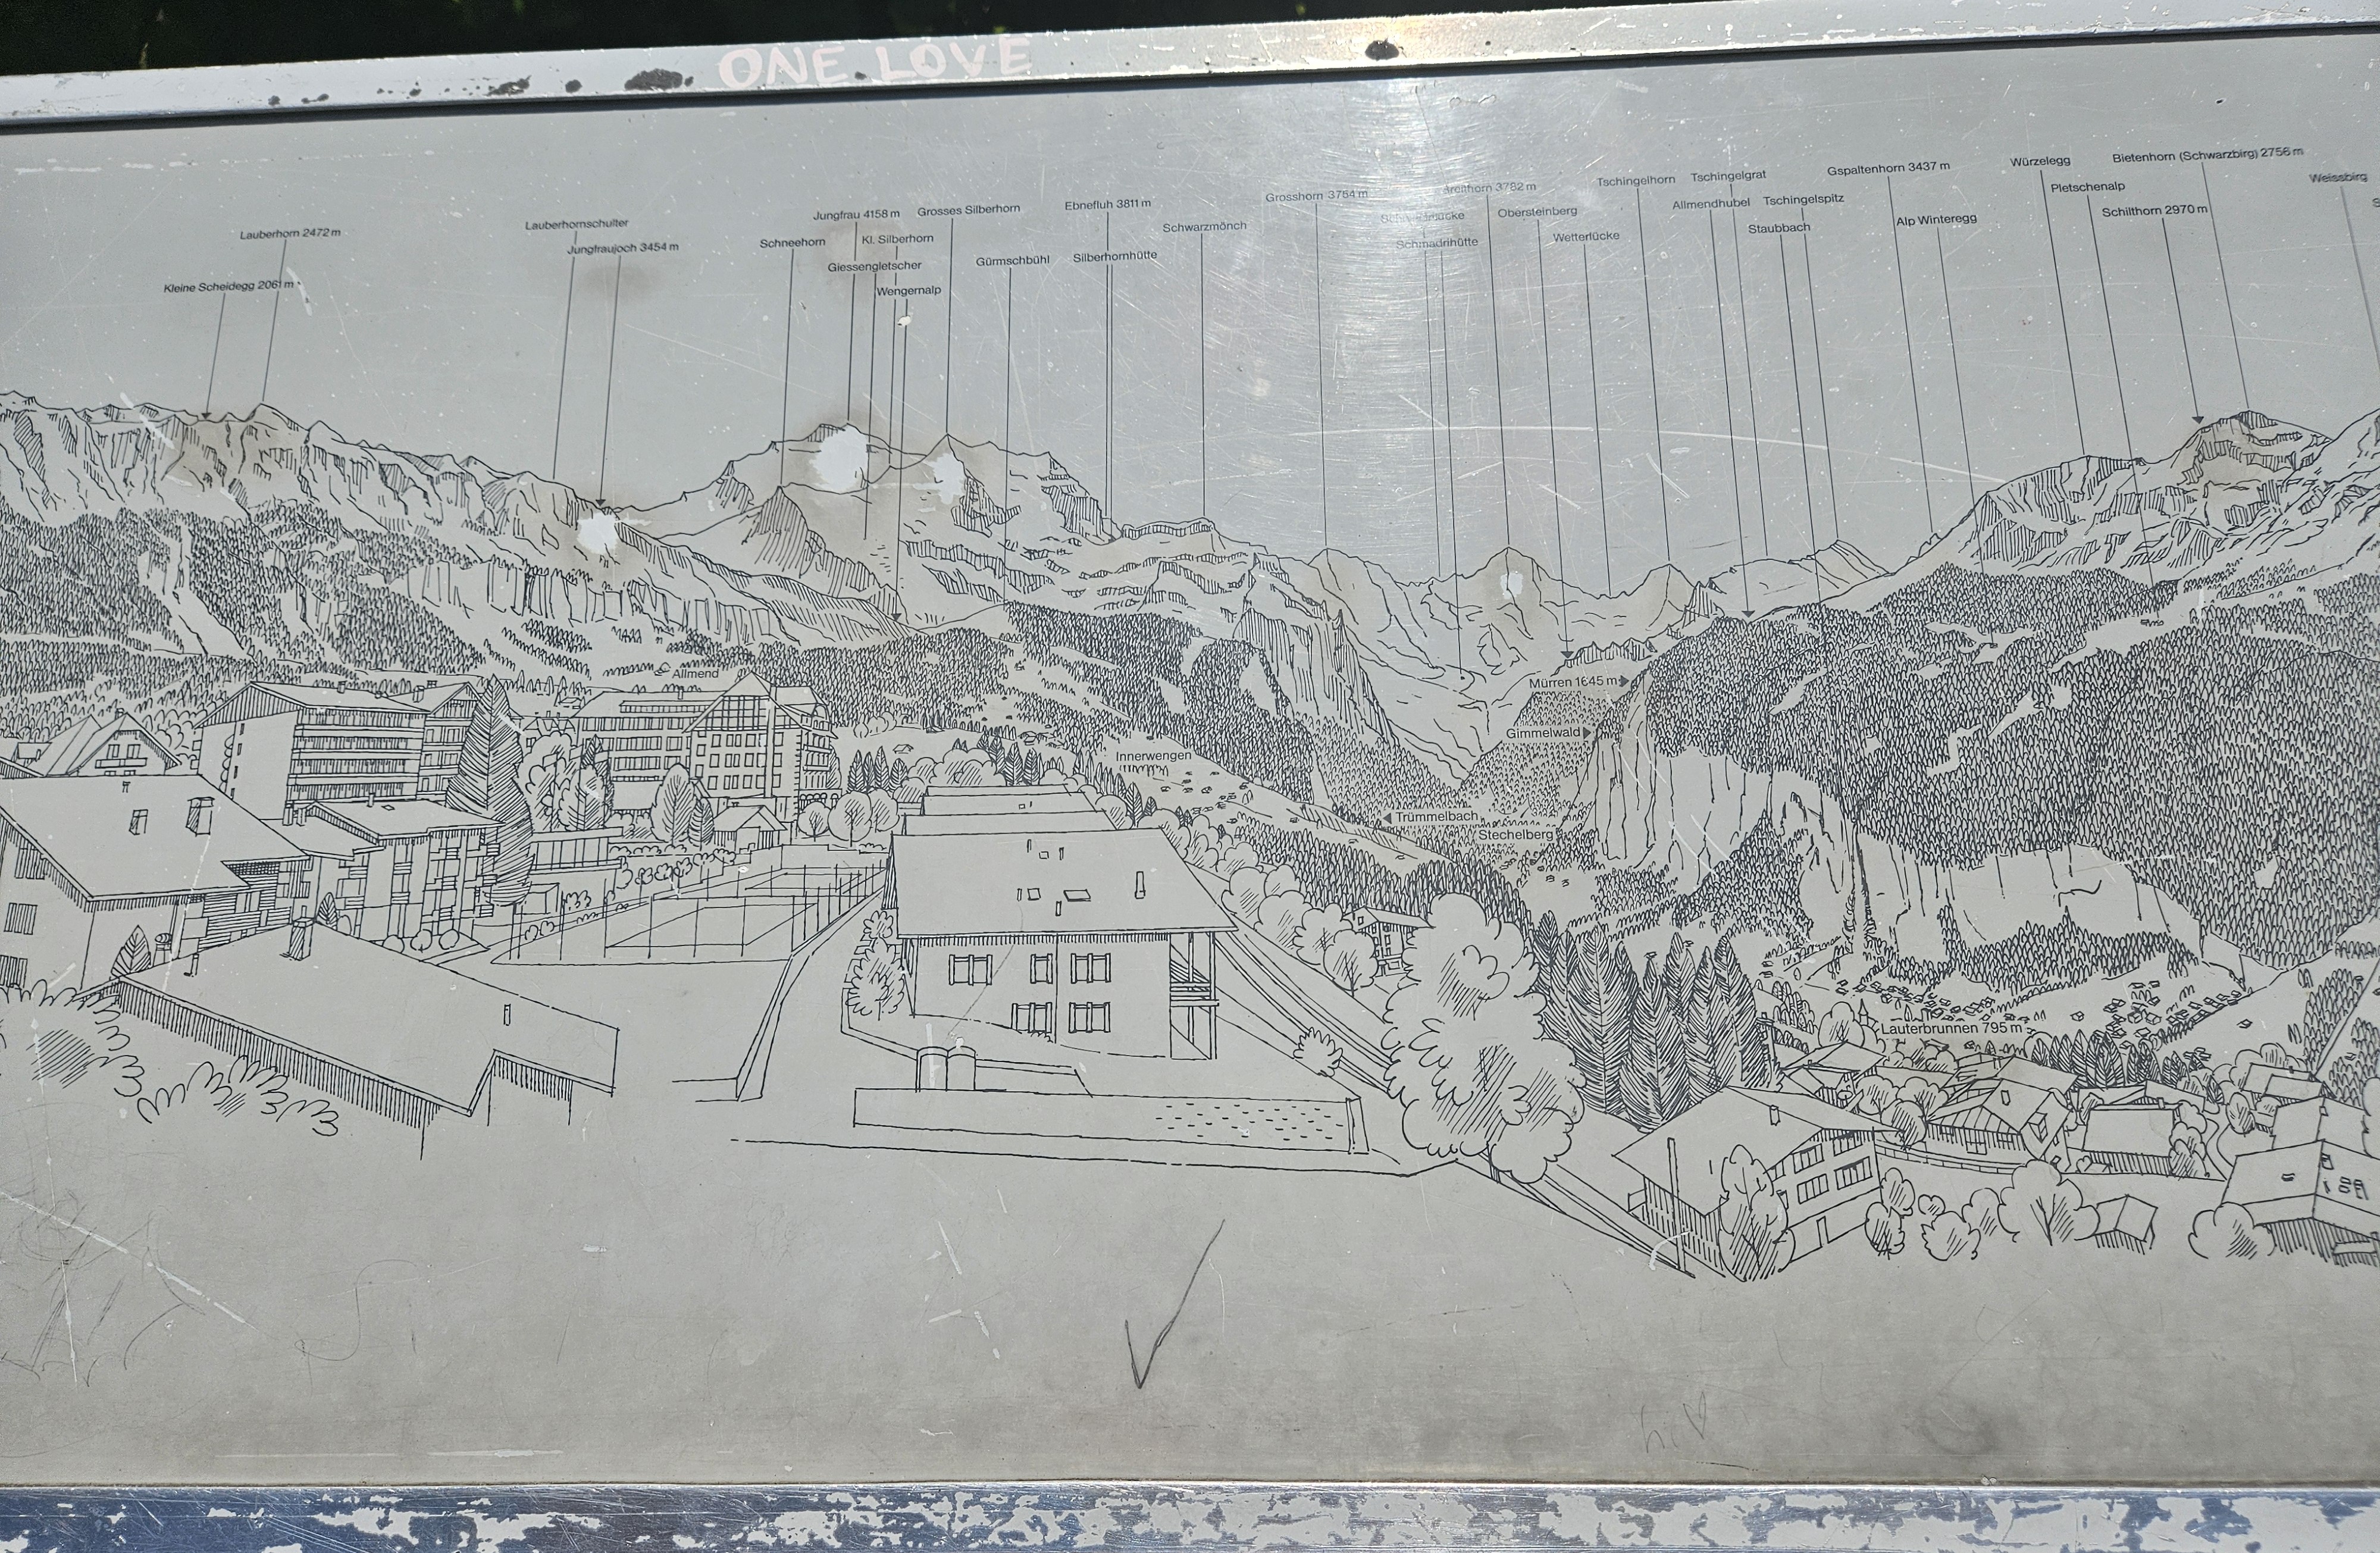 ONE LOVE
Kleine Scheidegg 2061 m
Lauberhorn 2472 m
Lauberhornschulter
Jungfraujoch 3454 m
Schneehorn
Jungfrau 4158 m
Kl. Silberhorn
Giessengletscher
Wengernalp
Grosses Silberhorn
Gürmschbühl
Ebnefluh 3811 m
Silberhornhütte
Schwarzmönch
Grosshorn 3754 m
Schmadrihütte
3782 m
Obersteinberg
Wetterlücke
Tschingelhorn
Tschingelgrat
Allmendhubel
Tschingelspitz
Staubbach
Gspaltenhorn 3437 m
Alp Winteregg
Würzelegg
Pletschenalp
Bietenhorn (Schwarzbirg) 2756 m
Schilthorn 2970 m
Weissbirg
Allmend
Innerwengen
Mürren 1645 m
Gimmelwald
Trümmelbach
Stechelberg
Lauterbrunnen 795 m
hi